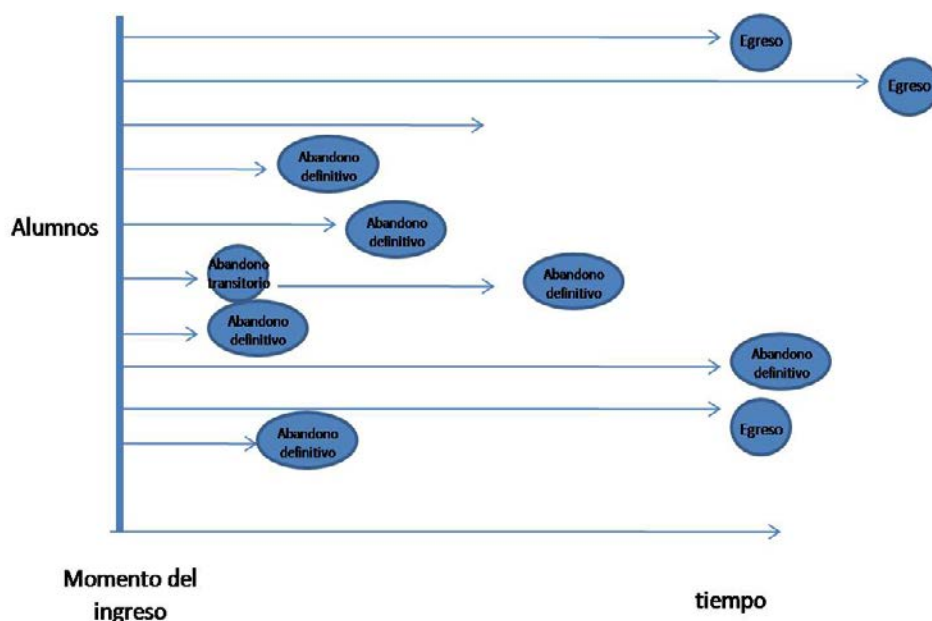 Egreso
Egreso
Abandono
definitivo
Alumnos
Abandono
definitivo
Abandono
transitorio
Abandono
definitivo
Abandono
definitivo
Abandono
definitivo
Egreso
Abandono
definitivo
Momento del
ingreso
tiempo